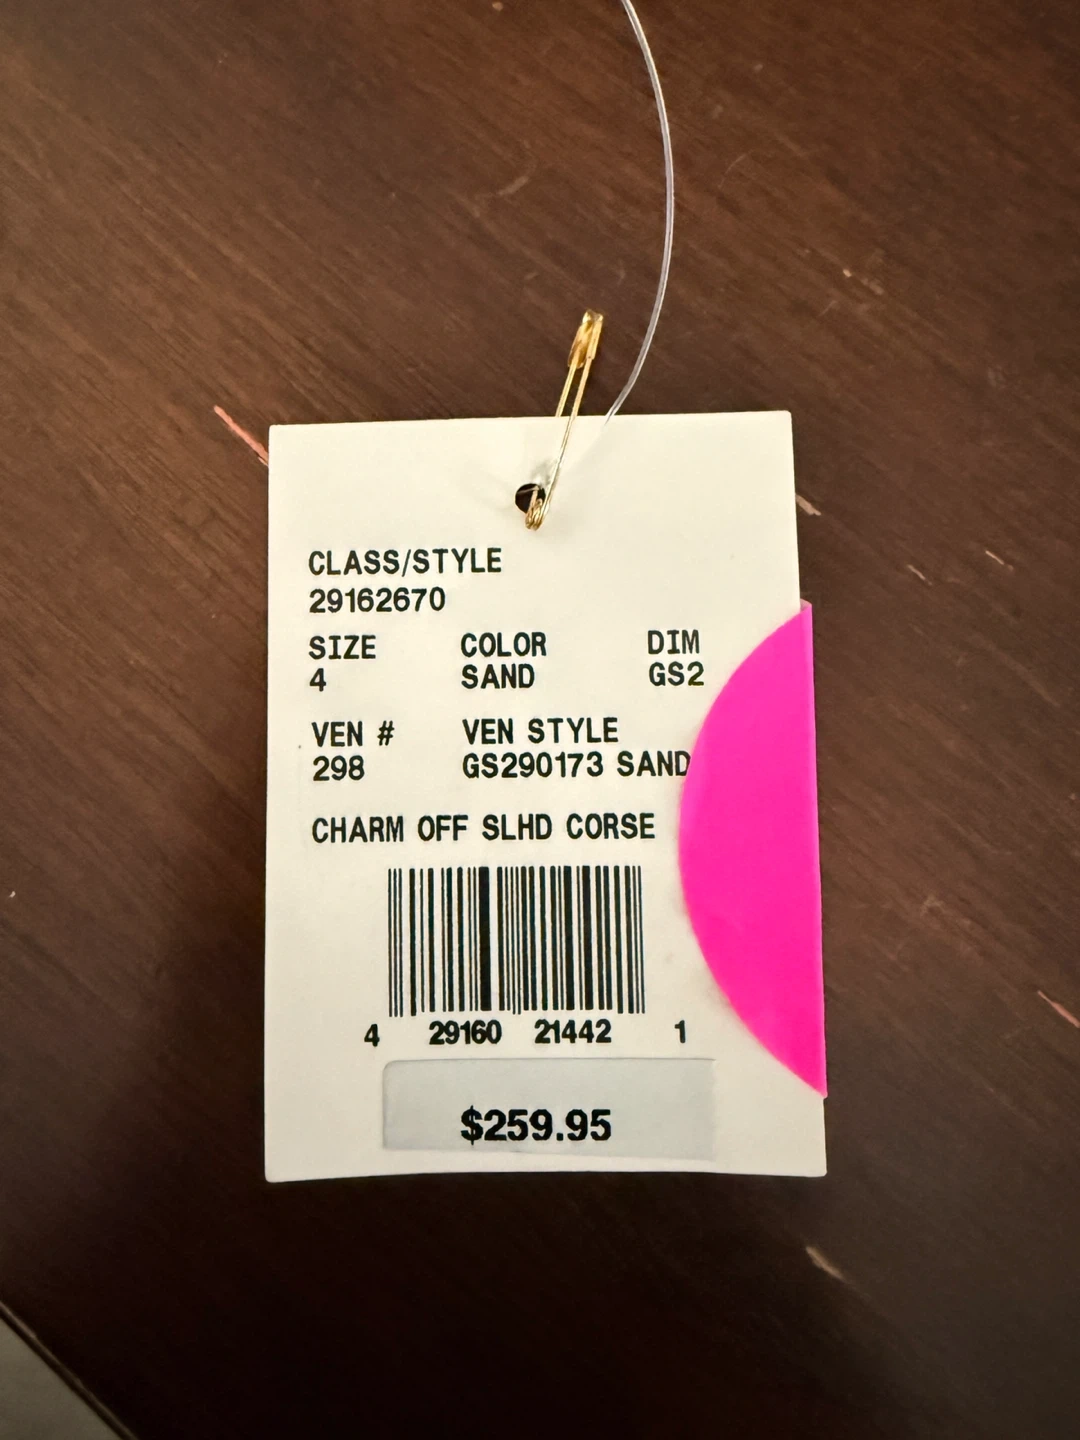 CLASS/STYLE
29162670
SIZE COLOR DIM
4 SAND GS2
VEN # VEN STYLE
298 GS290173 SAND
CHARM OFF SLHD CORSE
4 29160 21442 1
$259.95